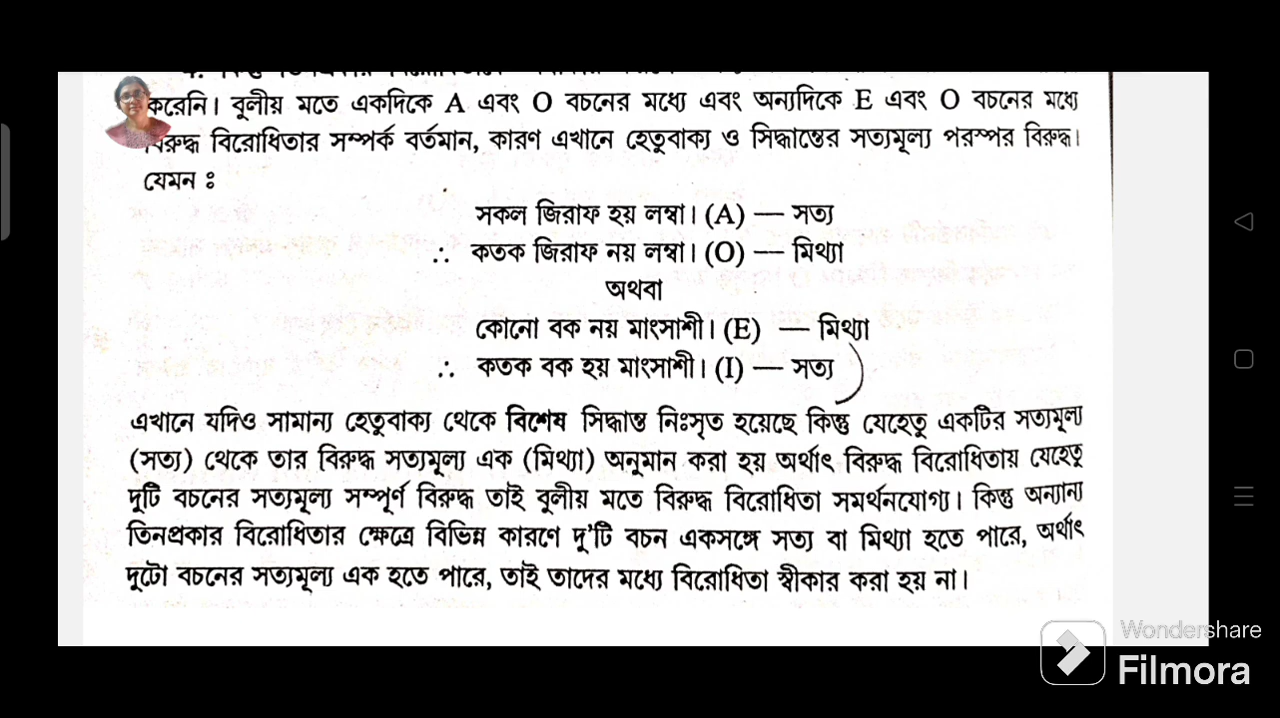 করেনি। বুলীয় মতে একদিকে A এবং O বচনের মধ্যে এবং অন্যদিকে E এবং O বচনের মধ্যে
বিরুদ্ধ বিরোধিতার সম্পর্ক বর্তমান, কারণ এখানে হেতুবাক্য ও সিদ্ধান্তের সত্যমূল্য পরস্পর বিরুদ্ধ।
যেমন ঃ
সকল জিরাফ হয় লম্বা। (A) — সত্য
∴ কতক জিরাফ নয় লম্বা। (O) — মিথ্যা
অথবা
কোনো বক নয় মাংসাশী। (E) — মিথ্যা
∴ কতক বক হয় মাংসাশী। (I) — সত্য
এখানে যদিও সামান্য হেতুবাক্য থেকে বিশেষ সিদ্ধান্ত নিঃসৃত হয়েছে কিন্তু যেহেতু একটির সত্যমূল্য
(সত্য) থেকে তার বিরুদ্ধ সত্যমূল্য এক (মিথ্যা) অনুমান করা হয় অর্থাৎ বিরুদ্ধ বিরোধিতায় যেহেতু
দুটি বচনের সত্যমূল্য সম্পূর্ণ বিরুদ্ধ তাই বুলীয় মতে বিরুদ্ধ বিরোধিতা সমর্থনযোগ্য। কিন্তু অন্যান্য
তিনপ্রকার বিরোধিতার ক্ষেত্রে বিভিন্ন কারণে দু'টি বচন একসঙ্গে সত্য বা মিথ্যা হতে পারে, অর্থাৎ
দুটো বচনের সত্যমূল্য এক হতে পারে, তাই তাদের মধ্যে বিরোধিতা স্বীকার করা হয় না।
Wondershare
Filmora